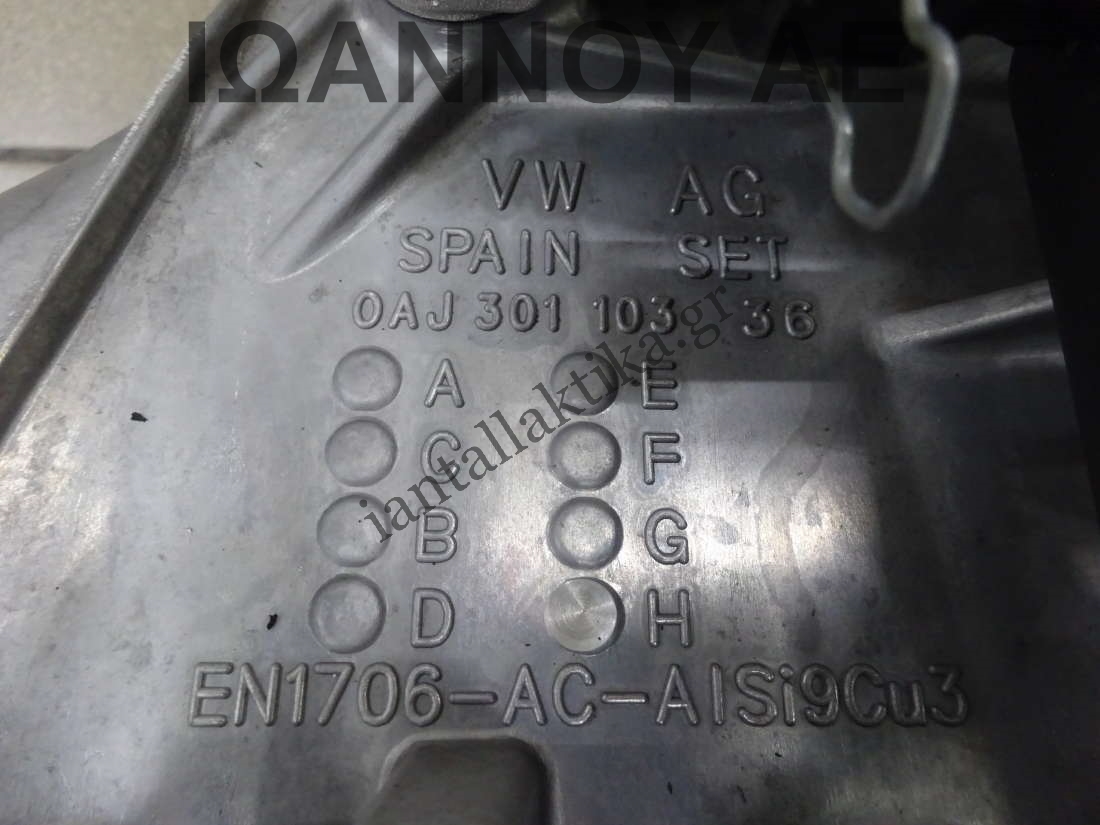 ΙΩΑΝΝΟΥ ΑΕ
VW AG
SPAIN SET
0AJ 301 103 36
A E
C F
B G
D H
EN1706-AC-AlSi9Cu3
iantallaktika.gr